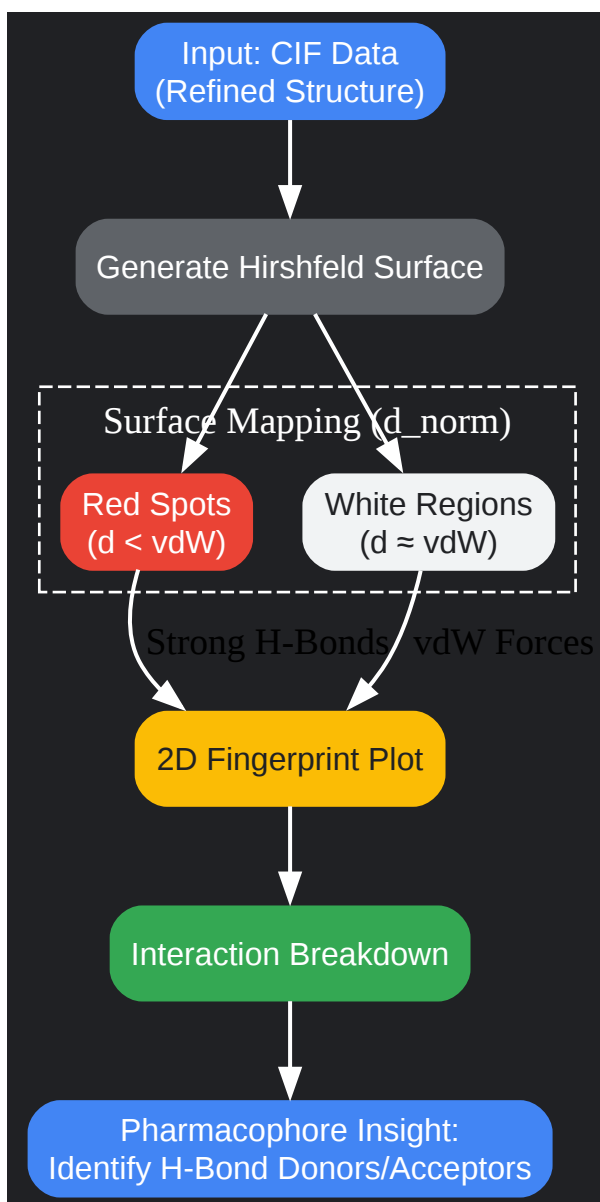 Input: CIF Data
(Refined Structure)
Generate Hirshfeld Surface
Surface Mapping (d_norm)
Red Spots
(d < vdW)
White Regions
(d ≈ vdW)
Strong H-Bonds
vdW Forces
2D Fingerprint Plot
Interaction Breakdown
Pharmacophore Insight:
Identify H-Bond Donors/Acceptors